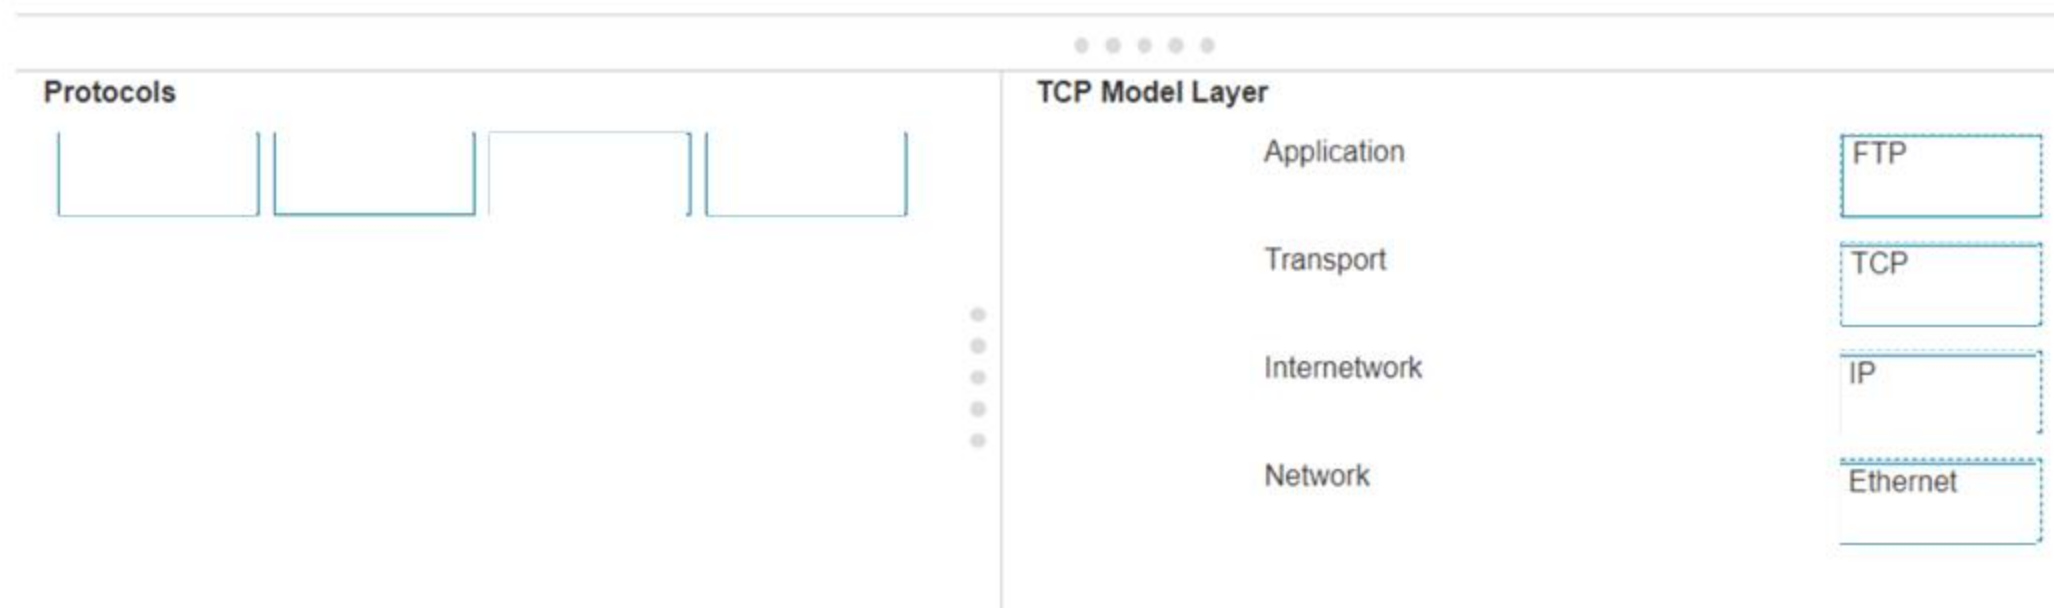 Protocols
TCP Model Layer
Application
FTP
Transport
TCP
Internetwork
IP
Network
Ethernet